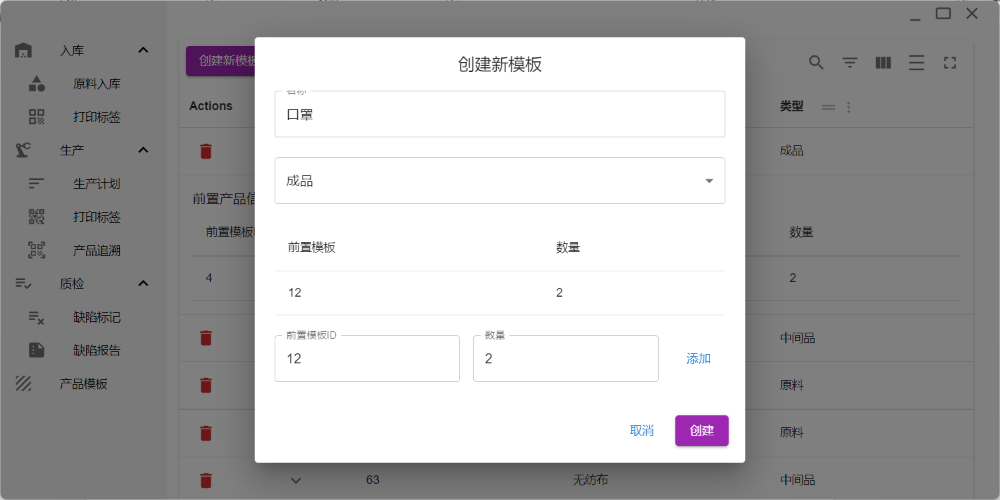 入库
原料入库
打印标签
生产
生产计划
打印标签
产品追溯
质检
缺陷标记
缺陷报告
产品模板
创建新模板
Actions
类型
成品
前置产品信
前置模板
数量
4
2
中间品
原料
原料
63
无纺布
中间品
创建新模板
名称
口罩
成品
前置模板
数量
12
2
前置模板ID
数量
12
2
添加
取消
创建